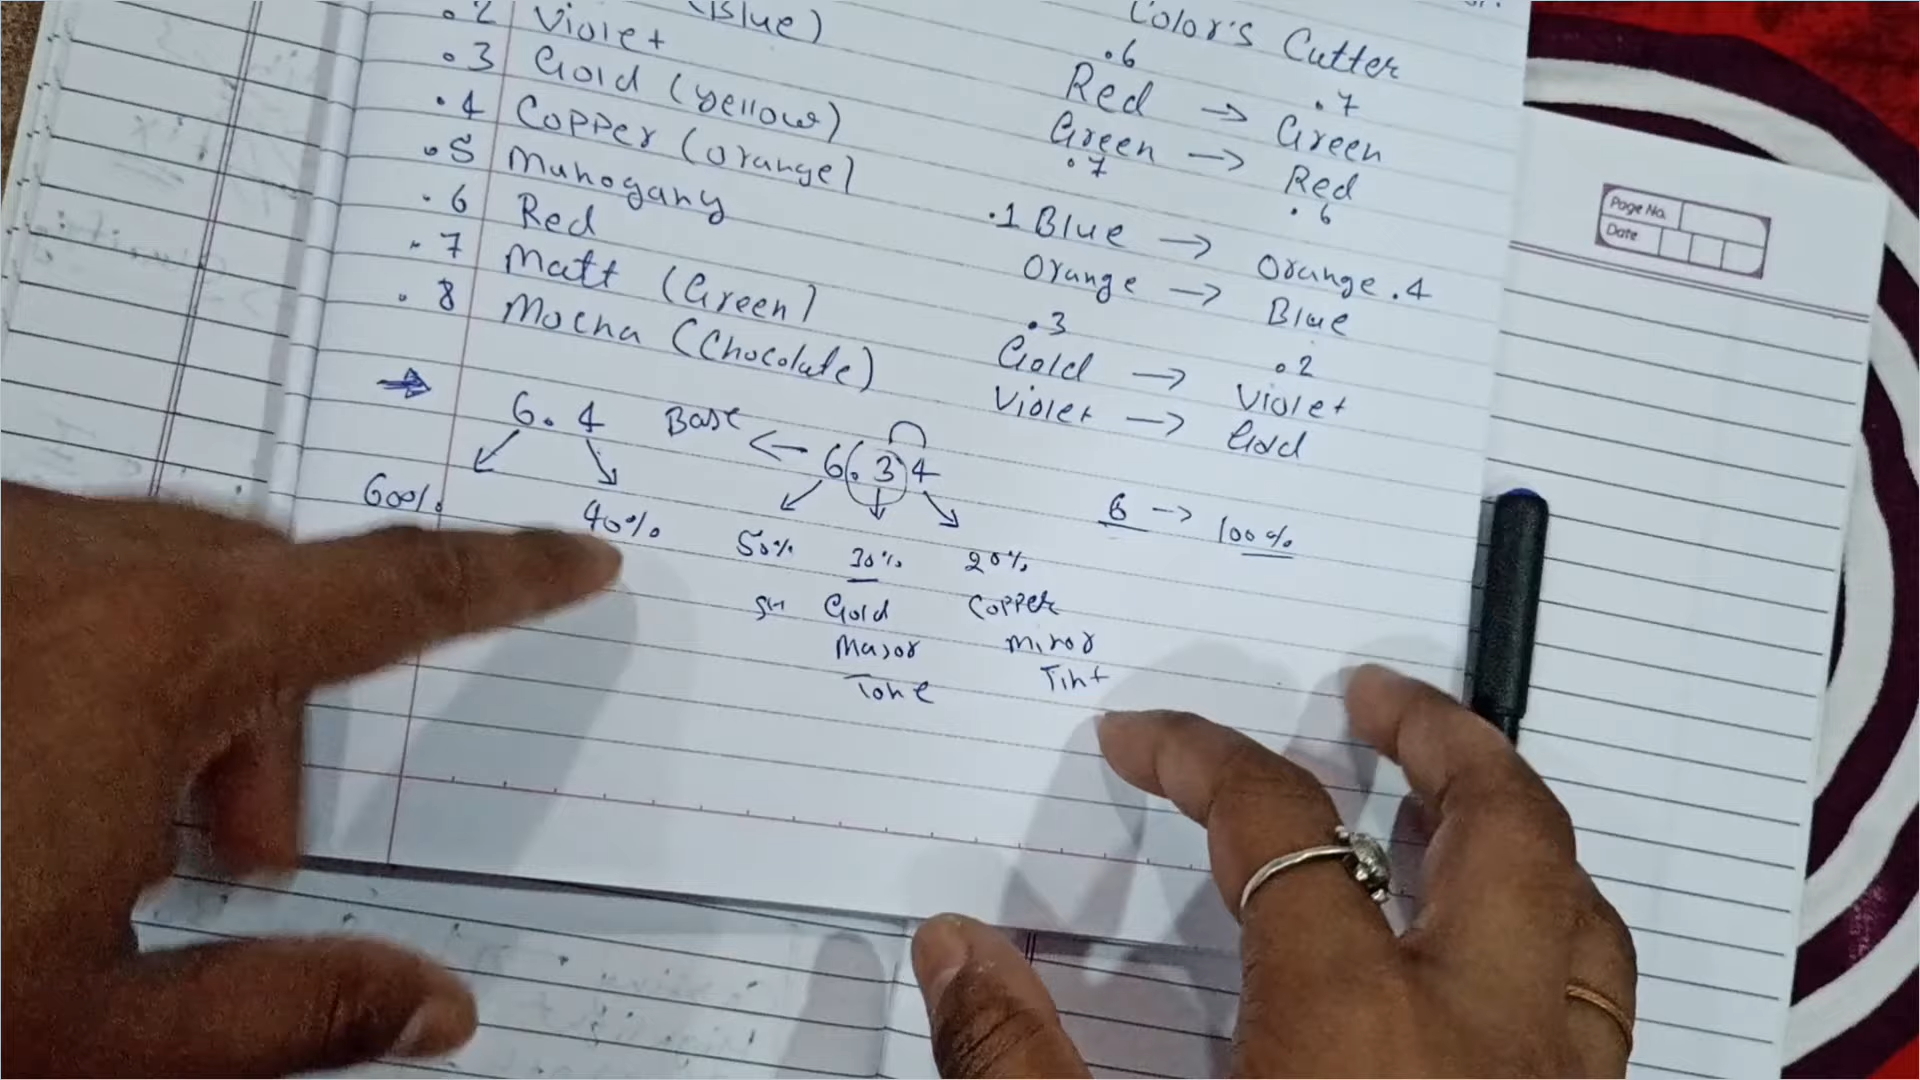 .2 Violet (Blue)
.3 Gold (yellow)
.4 Copper (orange)
.5 Mahogany
.6 Red
.7 Matt (Green)
.8 Mocha (Chocolate)
Color's Cutter
.6 .7
Red → Green
Green → Red
.7 .6
.1 Blue → Orange .4
Orange → Blue
.3 .2
Gold → Violet
Violet → Gold
6.4 Base ← 6.34
60% 40% 50% 30% 20%
6 → 100%
Gold Copper
Major Minor
Tone Tint
Page No.
Date